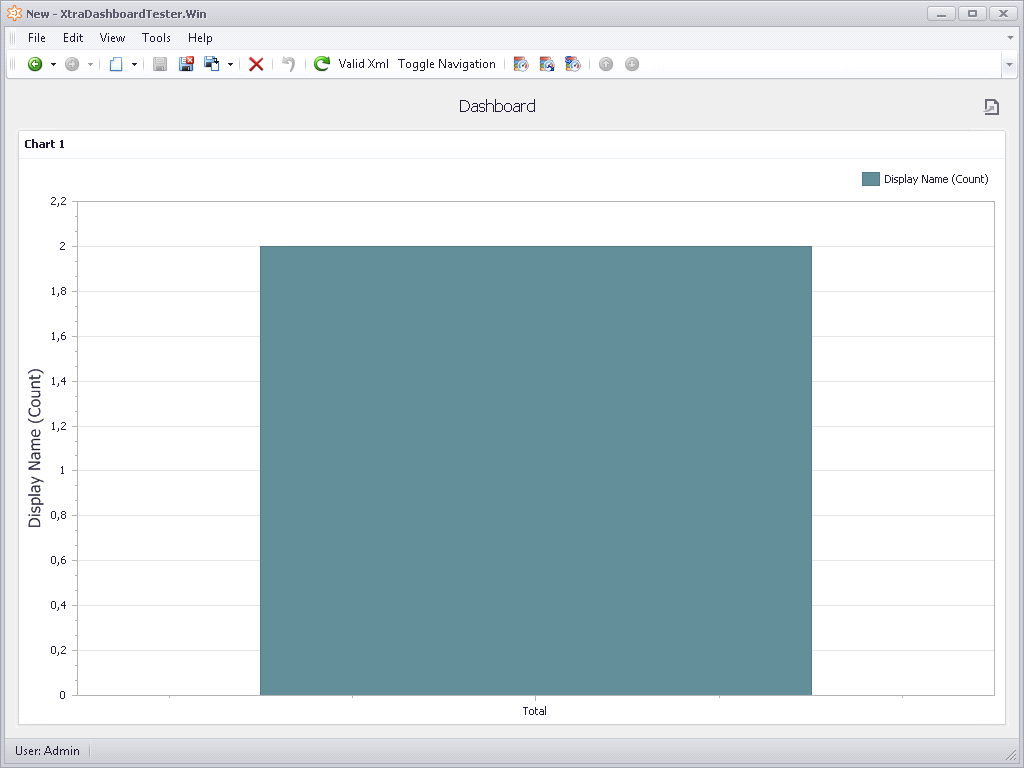 New - XtraDashboardTester.Win
File Edit View Tools Help
Valid Xml Toggle Navigation
Dashboard
Chart 1
Display Name (Count)
2,2
2
1,8
1,6
1,4
1,2
1
0,8
0,6
0,4
0,2
0
Display Name (Count)
Total
User: Admin